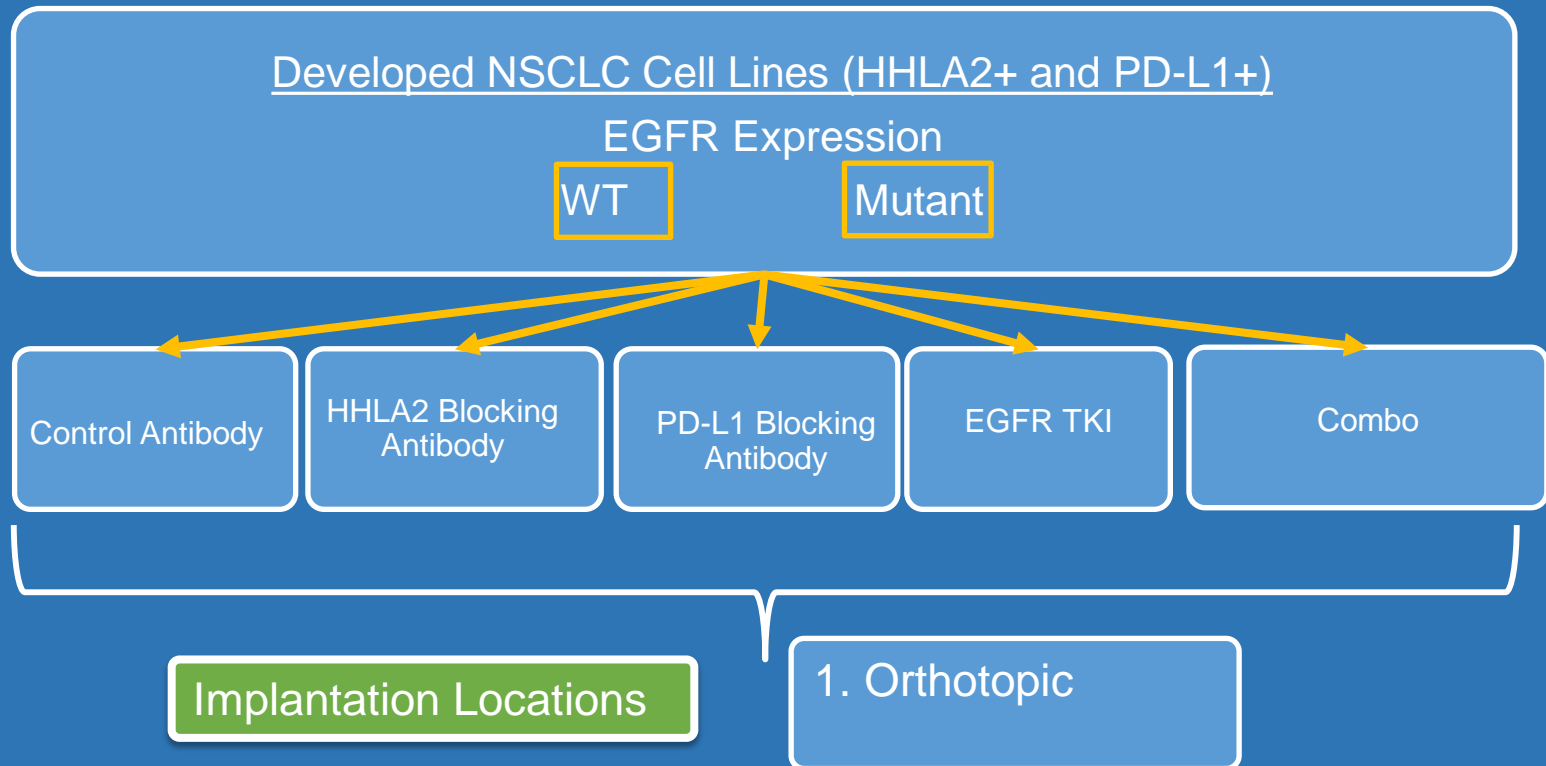 Developed NSCLC Cell Lines (HHLA2+ and PD-L1+)
EGFR Expression
WT Mutant
Control Antibody
HHLA2 Blocking
Antibody
PD-L1 Blocking
Antibody
EGFR TKI
Combo
Implantation Locations
1. Orthotopic